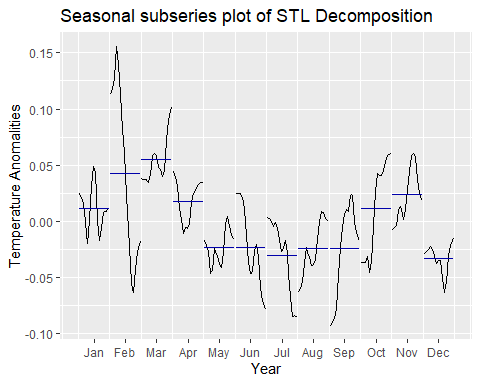 Seasonal subseries plot of STL Decomposition
Temperature Anomalities
0.15
0.10
0.05
0.00
-0.05
-0.10
Jan Feb Mar Apr May Jun Jul Aug Sep Oct Nov Dec
Year